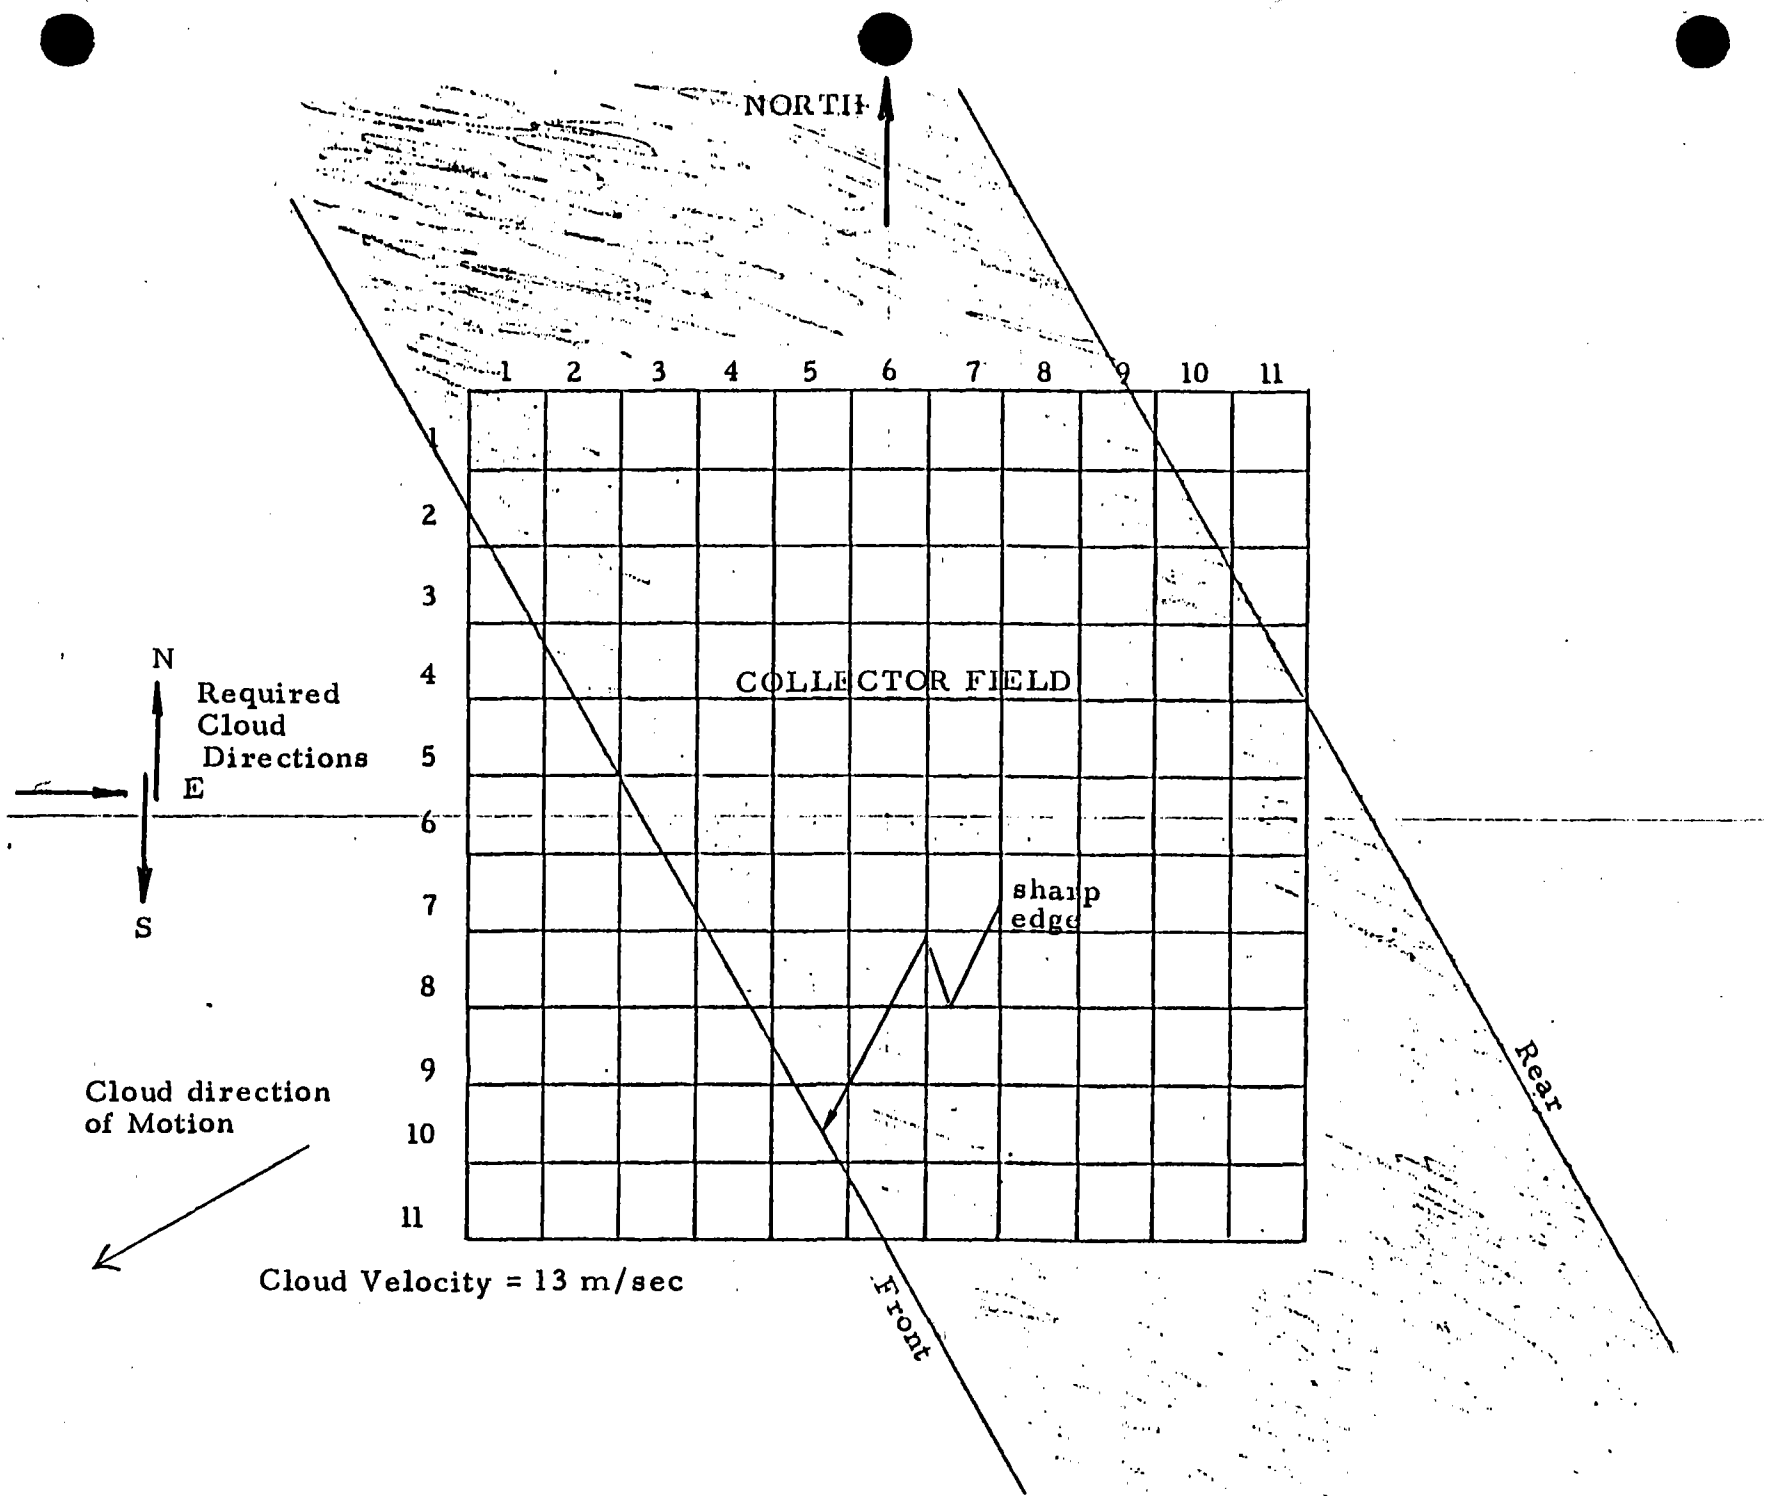 NORTH
1 2 3 4 5 6 7 8 9 10 11
1
2
3
4
5
6
7
8
9
10
11
COLLECTOR FIELD
N
Required
Cloud
Directions
E
S
sharp
edge
Rear
Cloud direction
of Motion
Cloud Velocity = 13 m/sec
Front